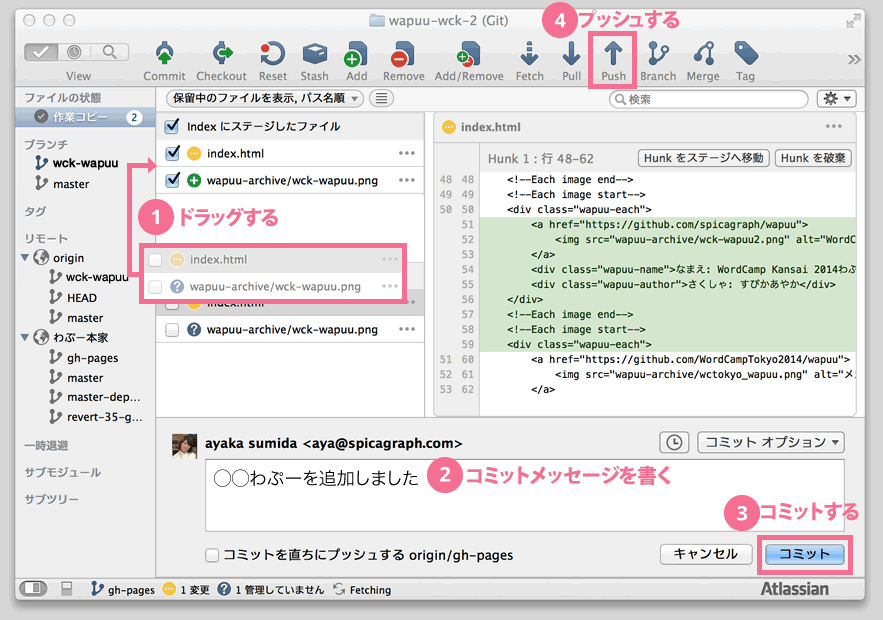 wapuu-wck-2 (Git)
4 プッシュする
View
Commit
Checkout
Reset
Stash
Add
Remove
Add/Remove
Fetch
Pull
Push
Branch
Merge
Tag
ファイルの状態
作業コピー 2
ブランチ
wck-wapuu
master
タグ
リモート
origin
wck-wapuu
HEAD
master
わぷー本家
gh-pages
master
master-dep...
revert-35-g...
一時退避
サブモジュール
サブツリー
保留中のファイルを表示, パス名順
検索
Index にステージしたファイル
index.html
wapuu-archive/wck-wapuu.png
1 ドラッグする
index.html
wapuu-archive/wck-wapuu.png
index.html
wapuu-archive/wck-wapuu.png
index.html
Hunk 1 : 行 48-62
Hunk をステージへ移動
Hunk を破棄
48 48 <!--Each image end-->
49 49 <!--Each image start-->
50 50 <div class="wapuu-each">
51 <a href="https://github.com/spicagraph/wapuu">
52 <img src="wapuu-archive/wck-wapuu2.png" alt="WordC
53 </a>
54 <div class="wapuu-name">なまえ: WordCamp Kansai 2014わぷ
55 <div class="wapuu-author">さくしゃ: すぴかあやか</div>
56 </div>
57 <!--Each image end-->
58 <!--Each image start-->
59 <div class="wapuu-each">
51 60 <a href="https://github.com/WordCampTokyo2014/wapuu">
52 61 <img src="wapuu-archive/wctokyo_wapuu.png" alt="メ
53 62 </a>
ayaka sumida <aya@spicagraph.com>
コミット オプション
◯◯わぷーを追加しました
2 コミットメッセージを書く
3 コミットする
コミットを直ちにプッシュする origin/gh-pages
キャンセル
コミット
gh-pages 1 変更 1 管理していません Fetching
Atlassian